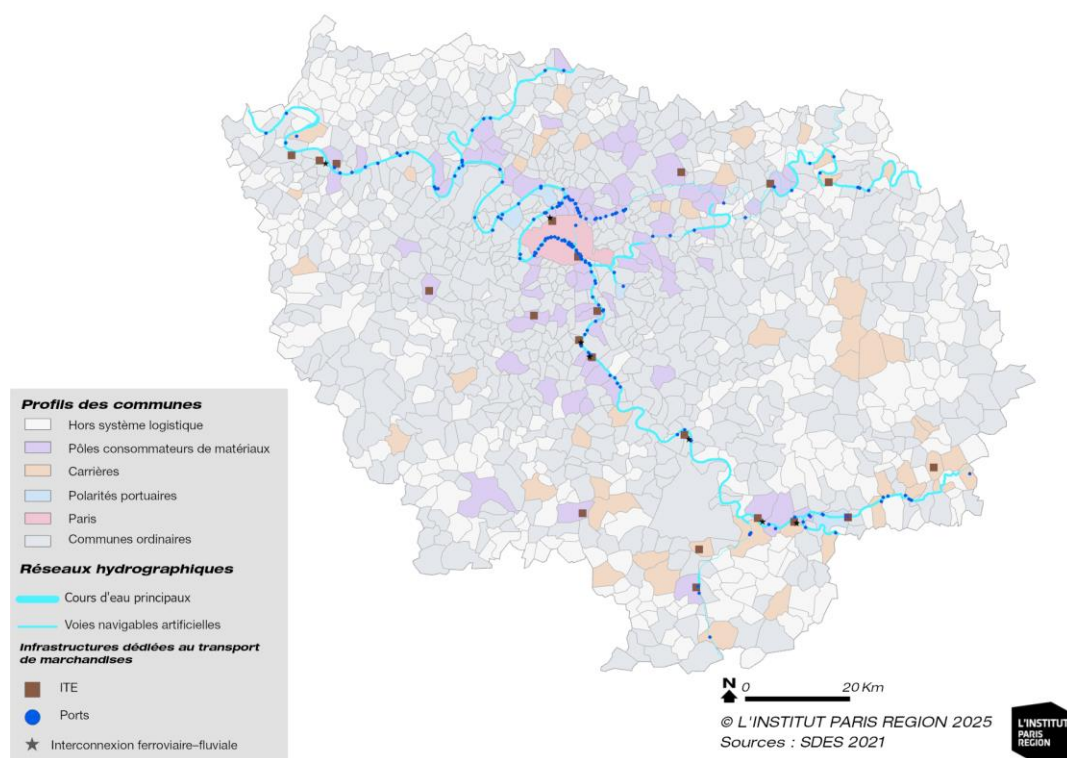 Profils des communes
Hors système logistique
Pôles consommateurs de matériaux
Carrières
Polarités portuaires
Paris
Communes ordinaires
Réseaux hydrographiques
Cours d'eau principaux
Voies navigables artificielles
Infrastructures dédiées au transport
de marchandises
ITE
Ports
Interconnexion ferroviaire–fluviale
N 0 20 Km
© L'INSTITUT PARIS REGION 2025
Sources : SDES 2021
L'INSTITUT
PARIS
REGION